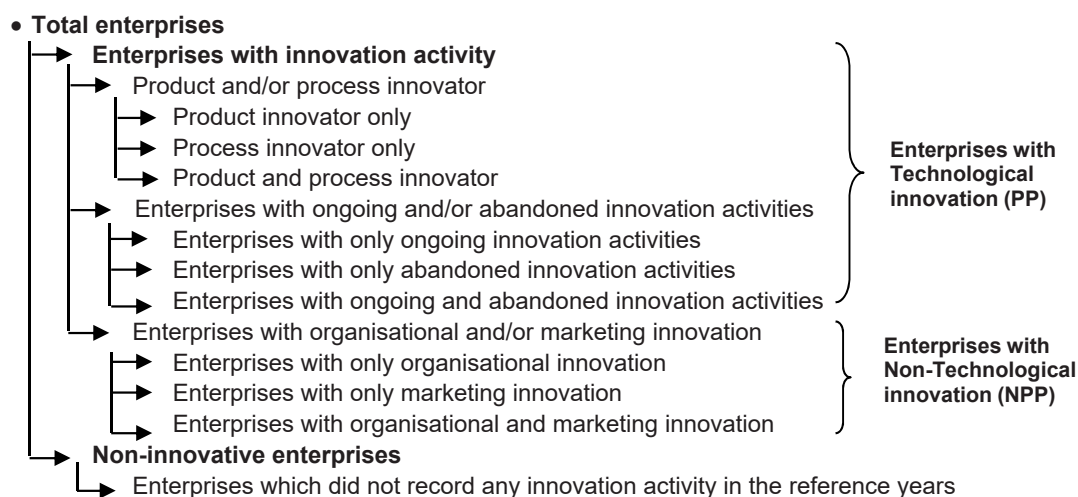 • Total enterprises
Enterprises with innovation activity
Product and/or process innovator
Product innovator only
Process innovator only
Product and process innovator
Enterprises with ongoing and/or abandoned innovation activities
Enterprises with only ongoing innovation activities
Enterprises with only abandoned innovation activities
Enterprises with ongoing and abandoned innovation activities
Enterprises with
Technological
innovation (PP)
Enterprises with organisational and/or marketing innovation
Enterprises with only organisational innovation
Enterprises with only marketing innovation
Enterprises with organisational and marketing innovation
Enterprises with
Non-Technological
innovation (NPP)
Non-innovative enterprises
Enterprises which did not record any innovation activity in the reference years